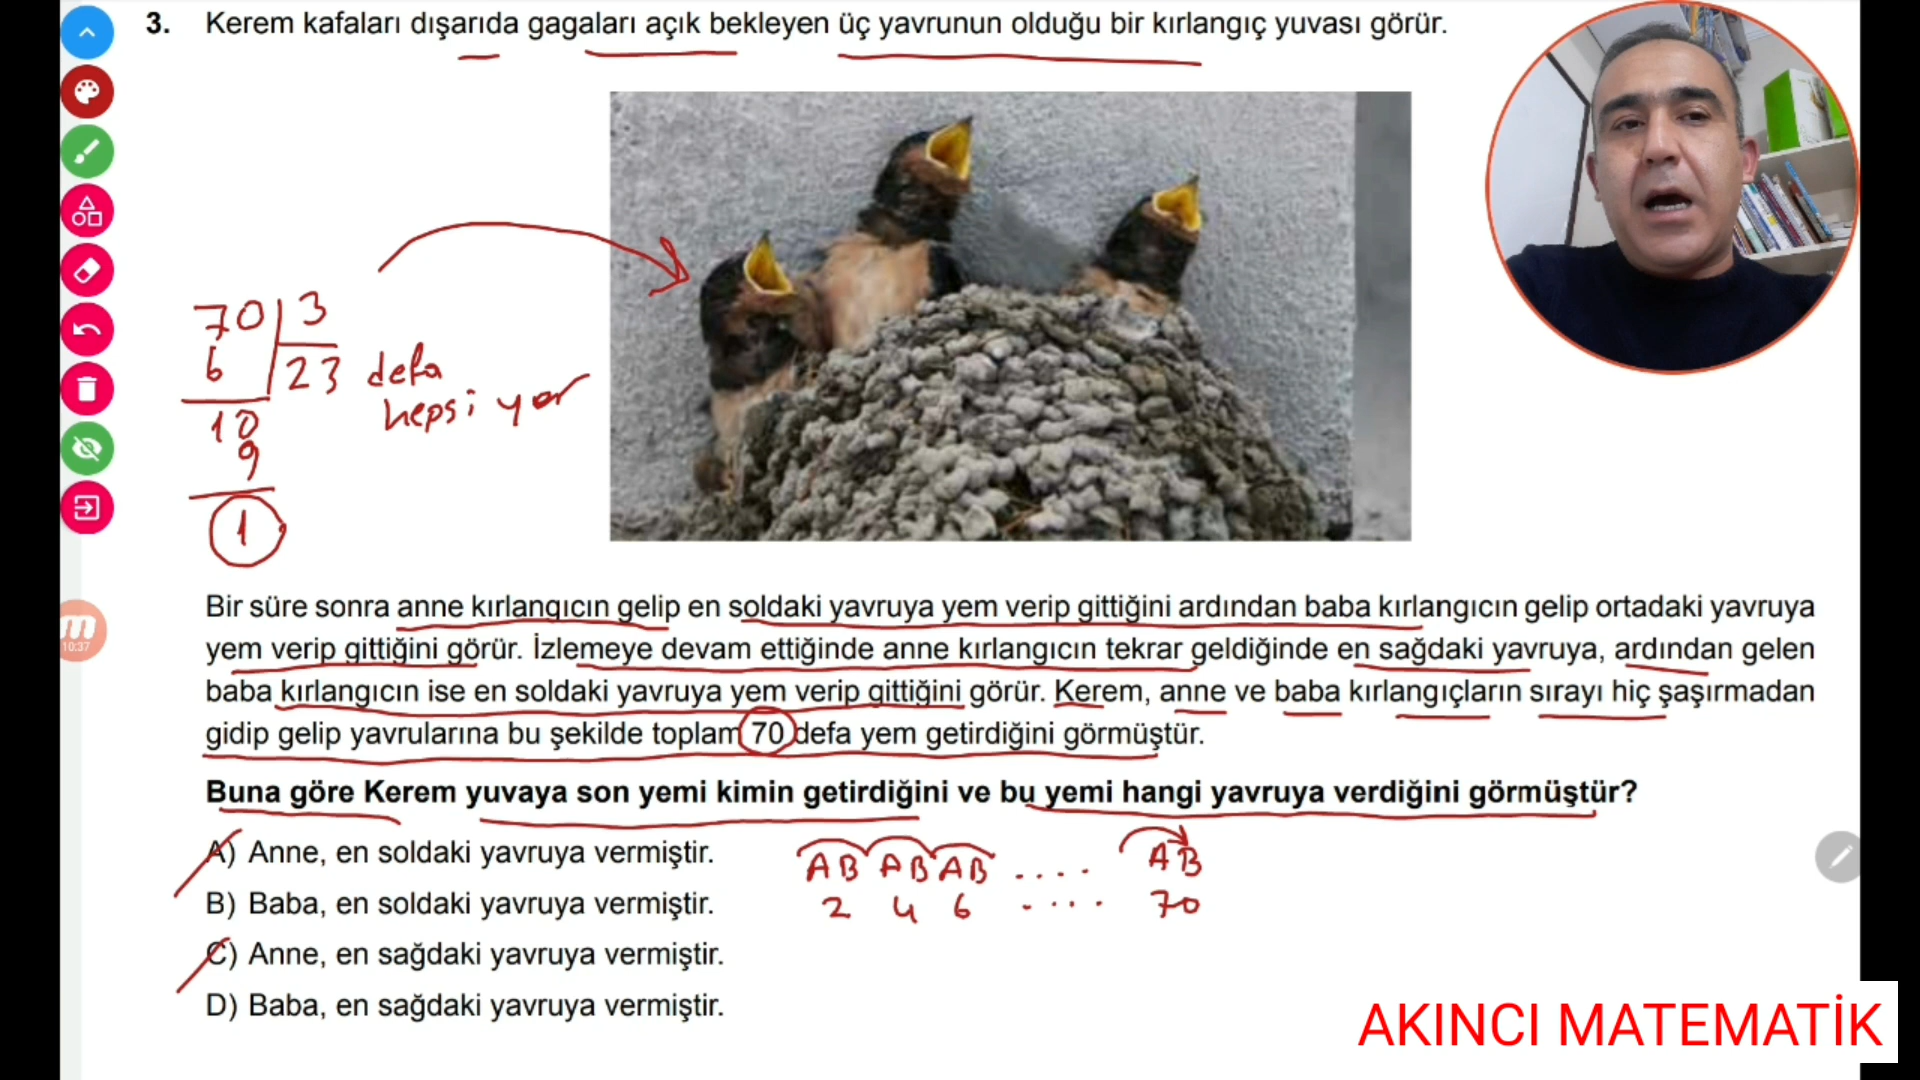 3. Kerem kafaları dışarıda gagaları açık bekleyen üç yavrunun olduğu bir kırlangıç yuvası görür.
70 3
6 23 defa
hepsi yer
10
9
1
10:37
Bir süre sonra anne kırlangıcın gelip en soldaki yavruya yem verip gittiğini ardından baba kırlangıcın gelip ortadaki yavruya
yem verip gittiğini görür. İzlemeye devam ettiğinde anne kırlangıcın tekrar geldiğinde en sağdaki yavruya, ardından gelen
baba kırlangıcın ise en soldaki yavruya yem verip gittiğini görür. Kerem, anne ve baba kırlangıçların sırayı hiç şaşırmadan
gidip gelip yavrularına bu şekilde toplam 70 defa yem getirdiğini görmüştür.
Buna göre Kerem yuvaya son yemi kimin getirdiğini ve bu yemi hangi yavruya verdiğini görmüştür?
A) Anne, en soldaki yavruya vermiştir.
B) Baba, en soldaki yavruya vermiştir.
C) Anne, en sağdaki yavruya vermiştir.
D) Baba, en sağdaki yavruya vermiştir.
AB AB AB .... AB
2 4 6 .... 70
AKINCI MATEMATİK